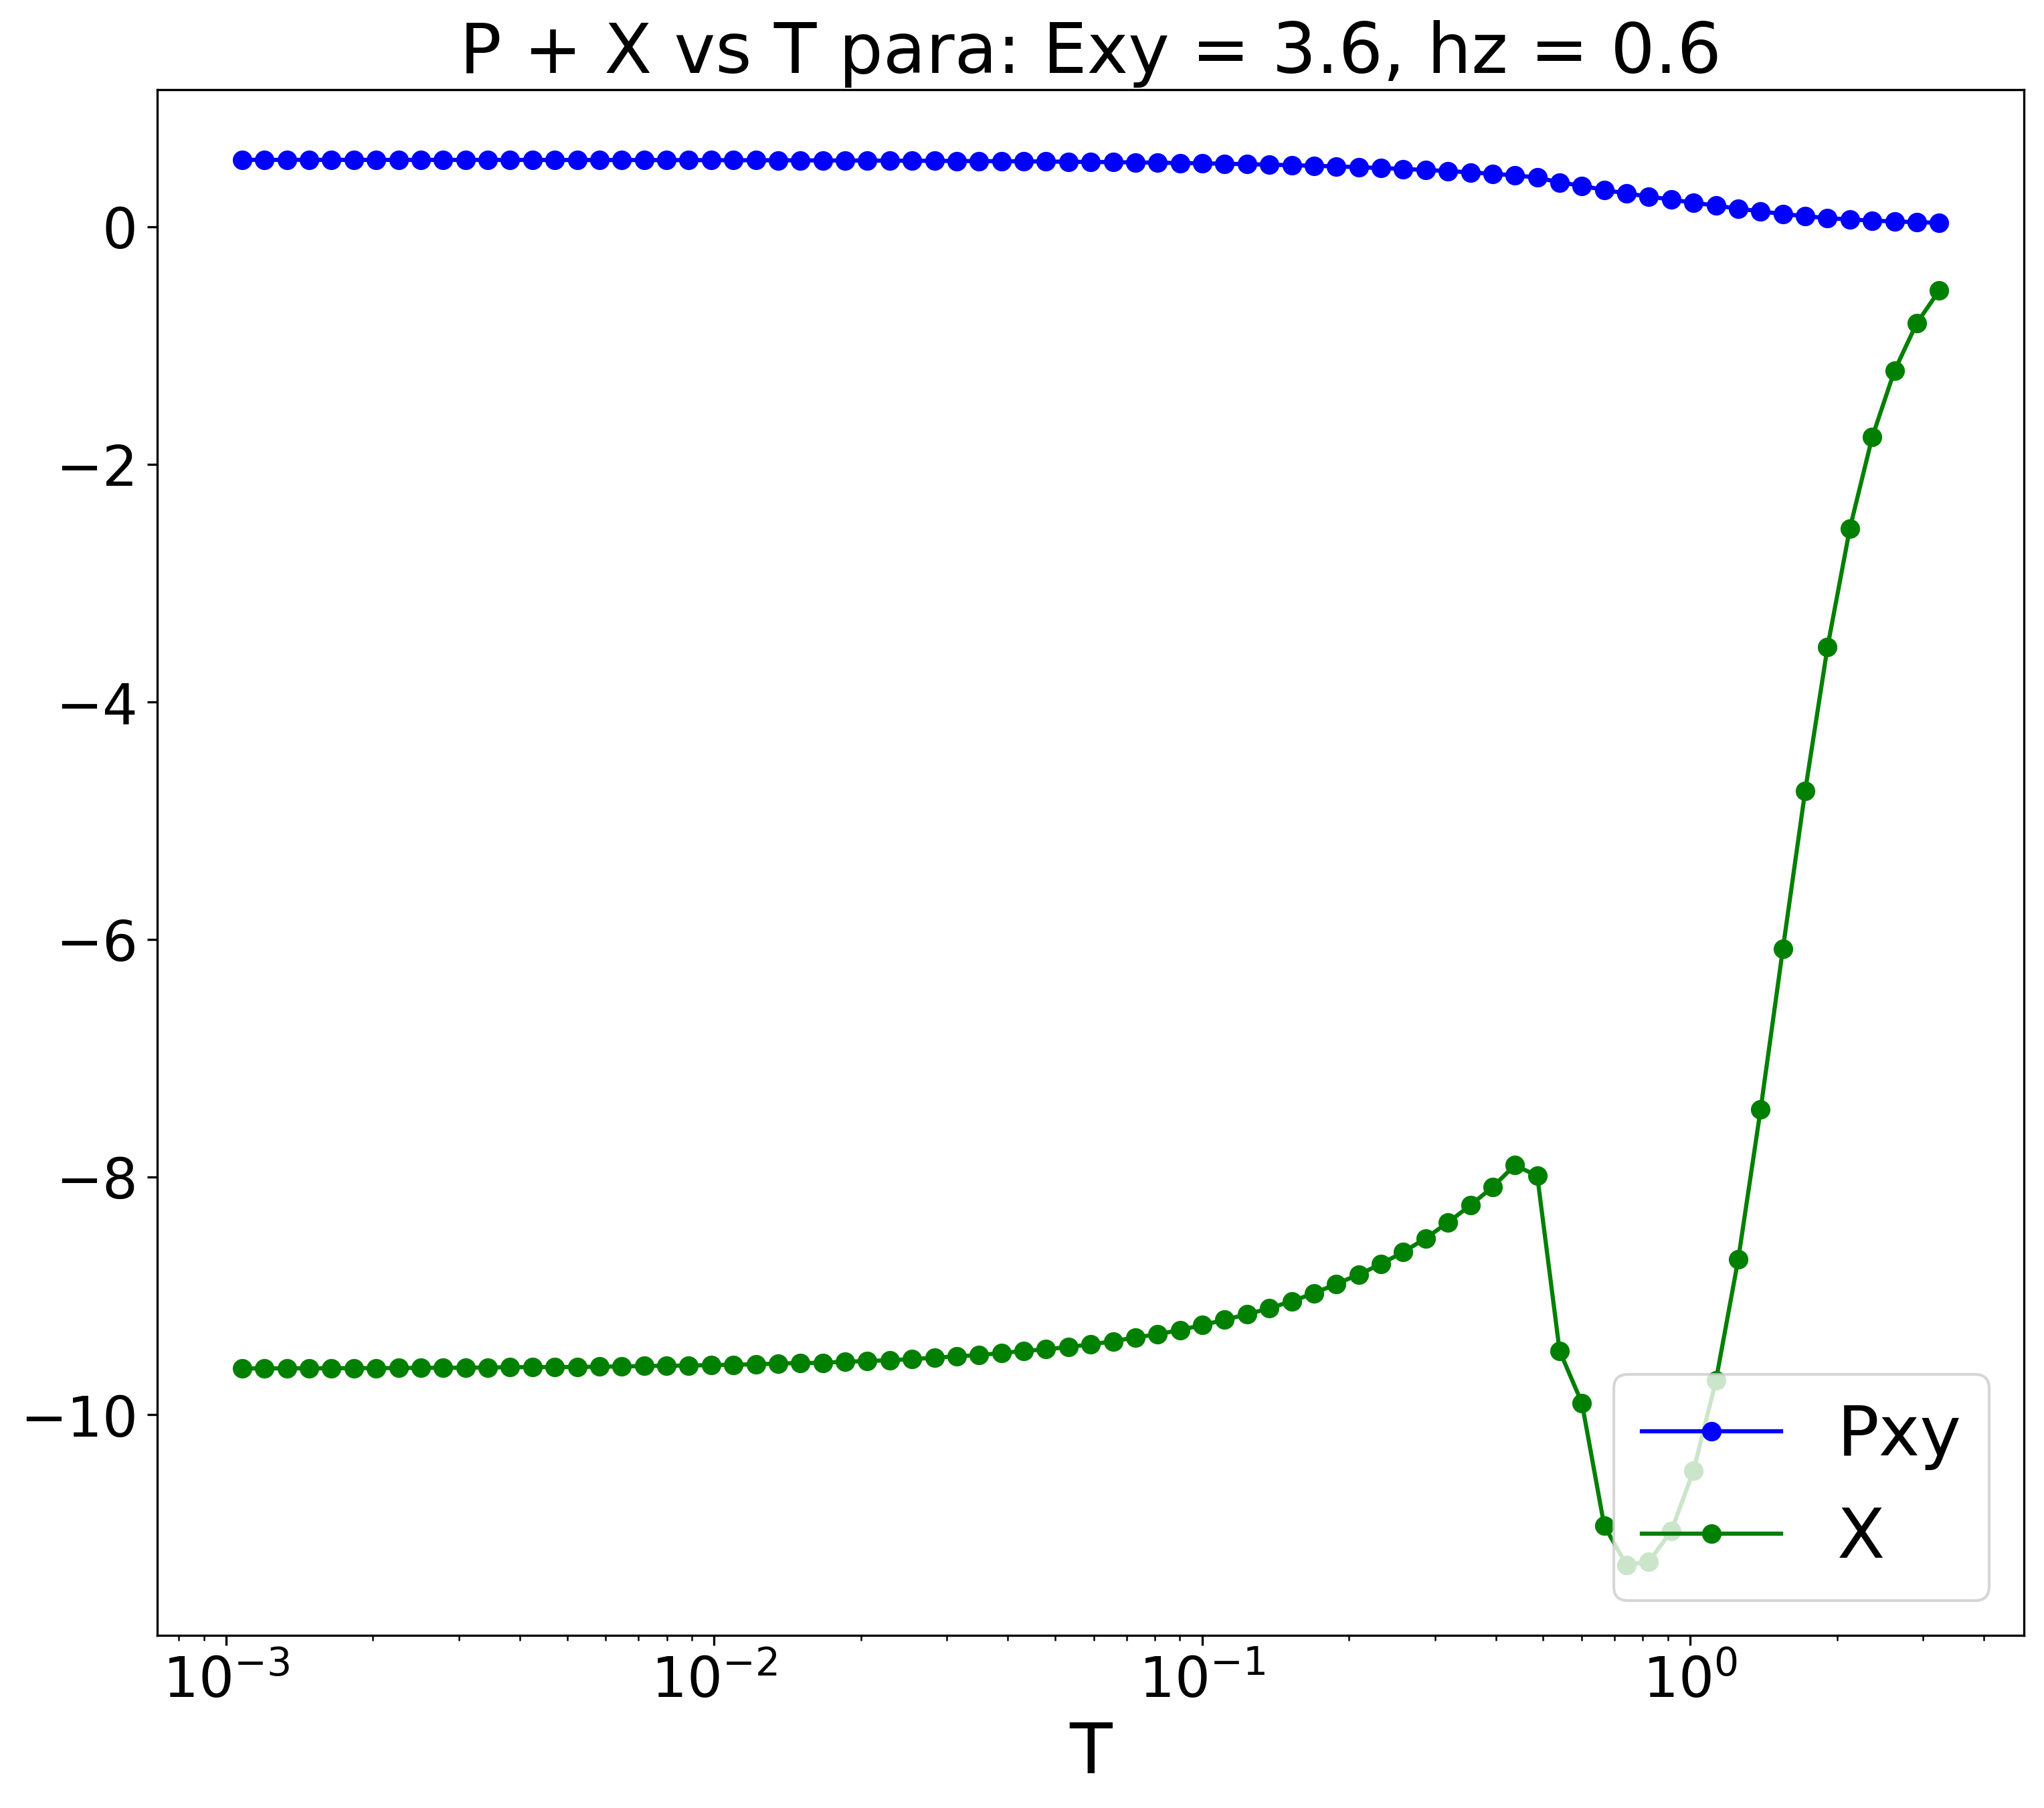 P + X vs T para: Exy = 3.6, hz = 0.6
0
−2
−4
−6
−8
−10
Pxy
X
10⁻³ 10⁻² 10⁻¹ 10⁰
T